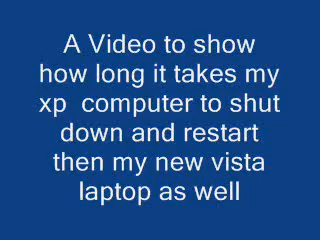 A Video to show
how long it takes my
xp  computer to shut
down and restart
then my new vista
laptop as well